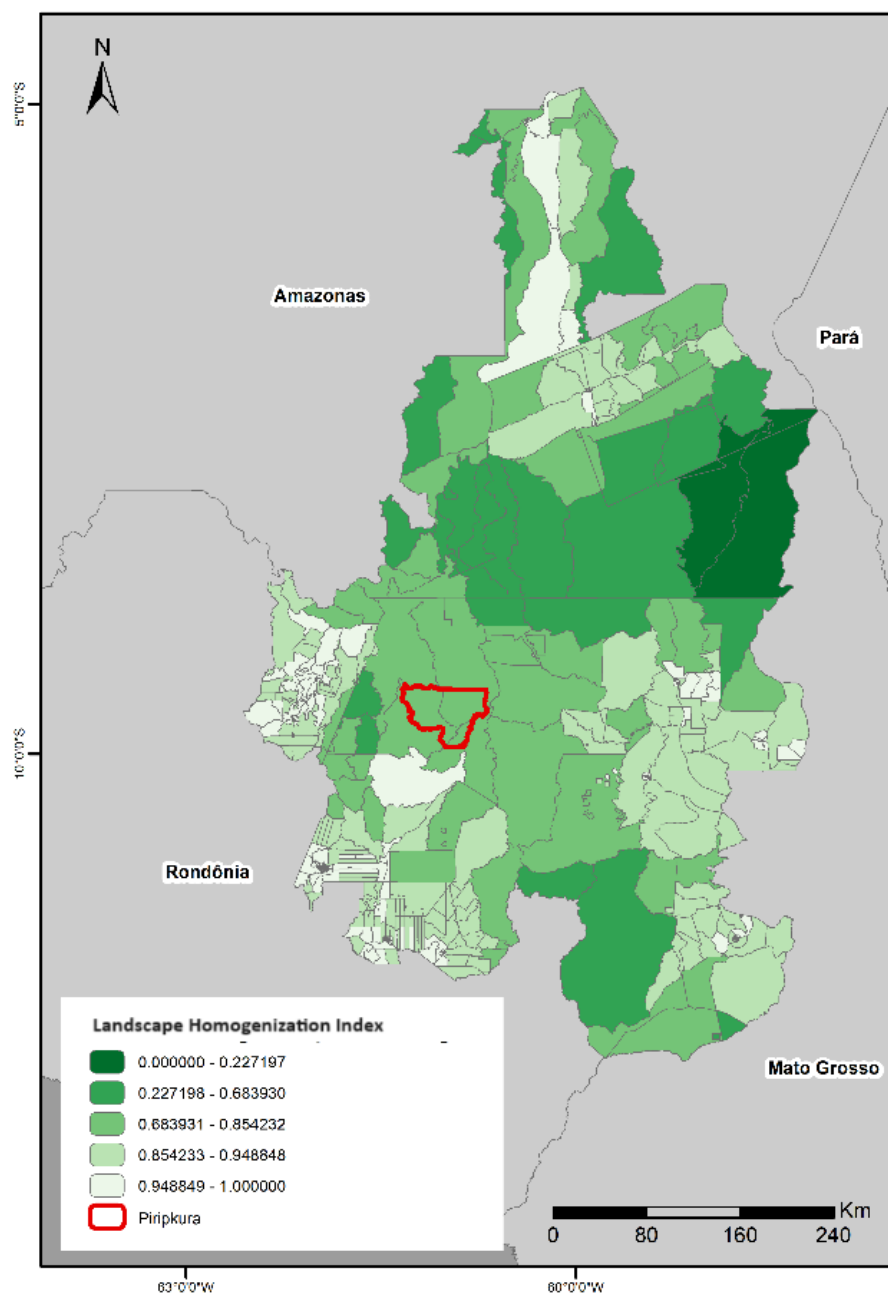 N
5°0'0"S
Amazonas
Pará
10°0'0"S
Rondônia
Mato Grosso
Landscape Homogenization Index
0.000000 - 0.227197
0.227198 - 0.683930
0.683931 - 0.854232
0.854233 - 0.948848
0.948849 - 1.000000
Piripkura
Km
0 80 160 240
63°0'0"W 60°0'0"W